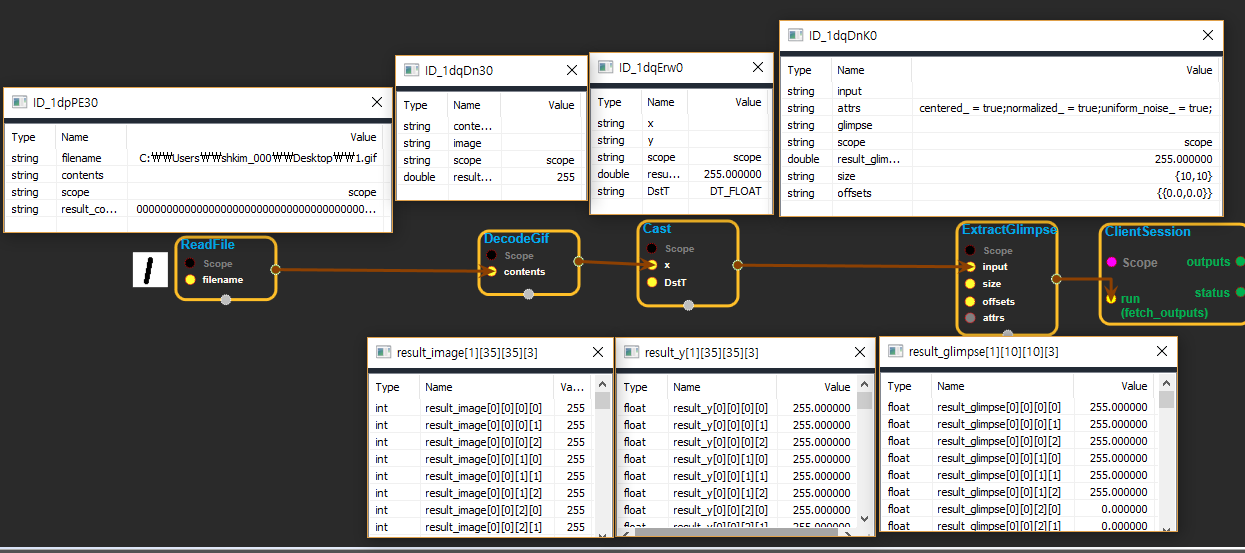 ID_1dpPE30
Type Name Value
string filename C:₩₩Users₩₩shkim_000₩₩Desktop₩₩1.gif
string contents
string scope scope
string result_co... 00000000000000000000000000000000000000...
ID_1dqDn30
Type Name Value
string conte...
string image
string scope scope
double result... 255
ID_1dqErw0
Type Name Value
string x
string y
string scope scope
double resu... 255.000000
string DstT DT_FLOAT
ID_1dqDnK0
Type Name Value
string input
string attrs centered_ = true;normalized_ = true;uniform_noise_ = true;
string glimpse
string scope scope
double result_glim... 255.000000
string size {10,10}
string offsets {{0.0,0.0}}
ReadFile
Scope
filename
DecodeGif
Scope
contents
Cast
Scope
x
DstT
ExtractGlimpse
Scope
input
size
offsets
attrs
ClientSession
Scope outputs
status
run
(fetch_outputs)
result_image[1][35][35][3]
Type Name Va...
int result_image[0][0][0][0] 255
int result_image[0][0][0][1] 255
int result_image[0][0][0][2] 255
int result_image[0][0][1][0] 255
int result_image[0][0][1][1] 255
int result_image[0][0][1][2] 255
int result_image[0][0][2][0] 255
int result_image[0][0][2][1] 255
result_y[1][35][35][3]
Type Name Value
float result_y[0][0][0][0] 255.000000
float result_y[0][0][0][1] 255.000000
float result_y[0][0][0][2] 255.000000
float result_y[0][0][1][0] 255.000000
float result_y[0][0][1][1] 255.000000
float result_y[0][0][1][2] 255.000000
float result_y[0][0][2][0] 255.000000
float result_y[0][0][2][1] 255.000000
result_glimpse[1][10][10][3]
Type Name Value
float result_glimpse[0][0][0][0] 255.000000
float result_glimpse[0][0][0][1] 255.000000
float result_glimpse[0][0][0][2] 255.000000
float result_glimpse[0][0][1][0] 255.000000
float result_glimpse[0][0][1][1] 255.000000
float result_glimpse[0][0][1][2] 255.000000
float result_glimpse[0][0][2][0] 0.000000
float result_glimpse[0][0][2][1] 0.000000